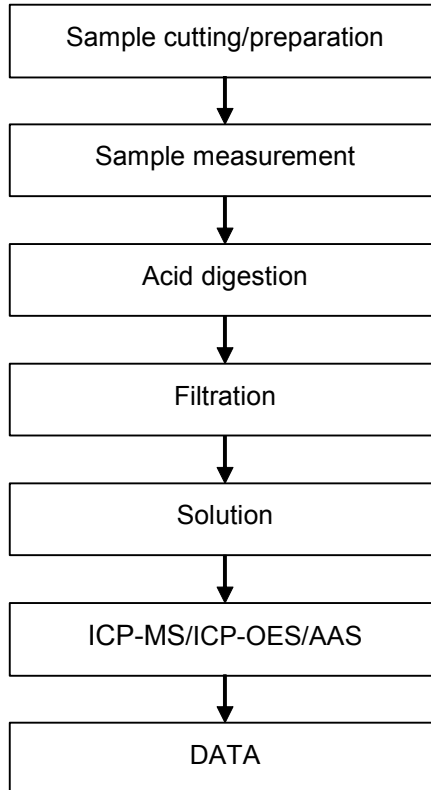 Sample cutting/preparation
Sample measurement
Acid digestion
Filtration
Solution
ICP-MS/ICP-OES/AAS
DATA